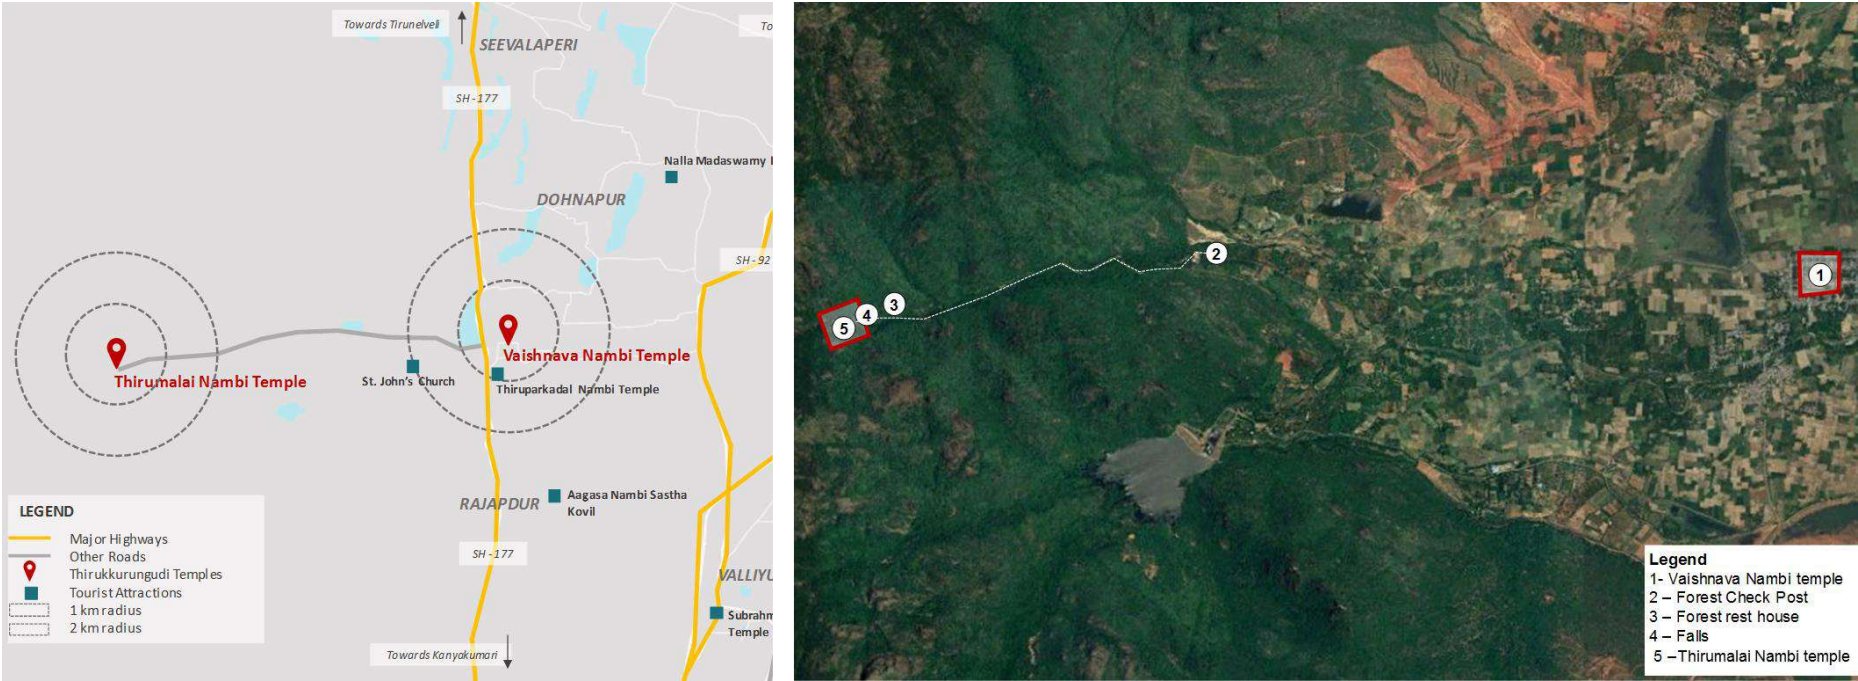 Towards Tirunelveli
To
SEEVALAPERI
SH - 177
Nalla Madaswamy
DOHNAPUR
SH - 92
Vaishnava Nambi Temple
Thirumalai Nambi Temple
St. John's Church
Thiruparkadal Nambi Temple
RAJAPDUR
Aagasa Nambi Sastha
Kovil
SH - 177
VALLIYU
Subrahm
Temple
Towards Kanyakumari
LEGEND
Major Highways
Other Roads
Thirukkurungudi Temples
Tourist Attractions
1 km radius
2 km radius
2
1
3
4
5
Legend
1- Vaishnava Nambi temple
2 – Forest Check Post
3 – Forest rest house
4 – Falls
5 –Thirumalai Nambi temple